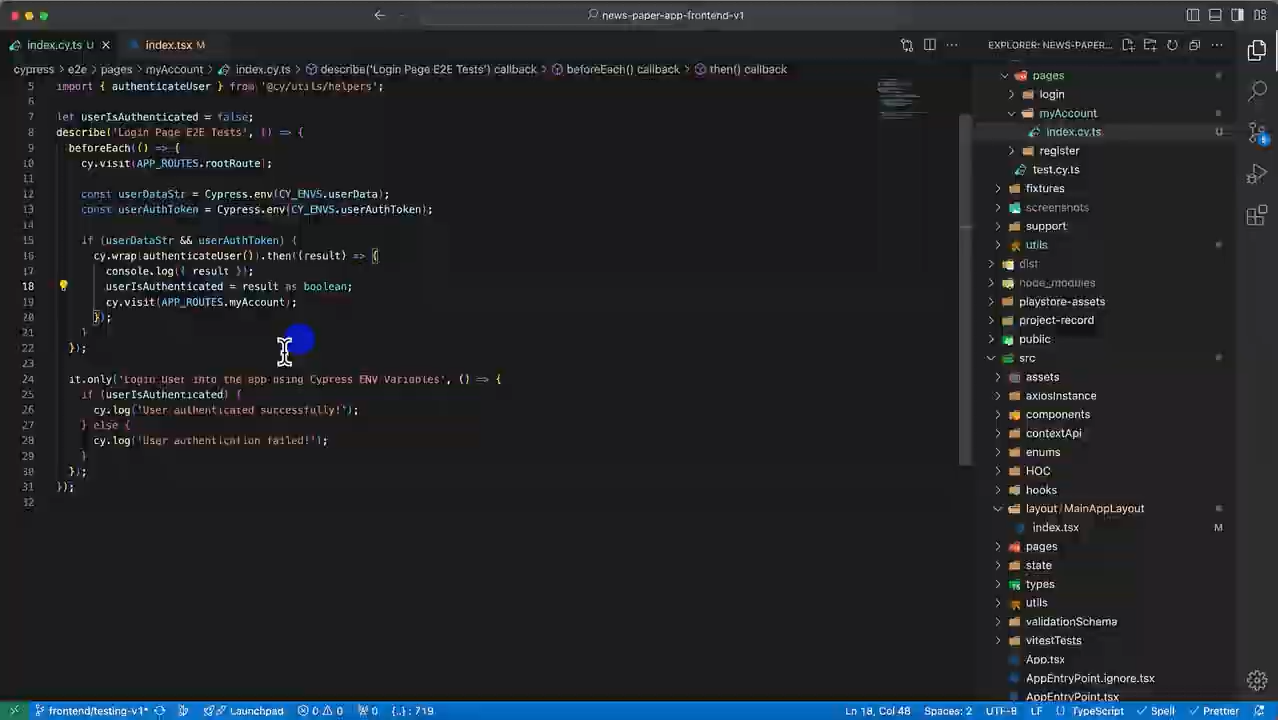 news-paper-app-frontend-v1
index.cy.ts U
index.tsx M
EXPLORER: NEWS-PAPER...
cypress > e2e > pages > myAccount > index.cy.ts > describe('Login Page E2E Tests') callback > beforeEach() callback > then() callback
5 import { authenticateUser } from '@cy/utils/helpers';
6
7 let userIsAuthenticated = false;
8 describe('Login Page E2E Tests', () => {
9 beforeEach(() => {
10 cy.visit(APP_ROUTES.rootRoute);
11
12 const userDataStr = Cypress.env(CY_ENVS.userData);
13 const userAuthToken = Cypress.env(CY_ENVS.userAuthToken);
14
15 if (userDataStr && userAuthToken) {
16 cy.wrap(authenticateUser()).then((result) => {
17 console.log({ result });
18 userIsAuthenticated = result as boolean;
19 cy.visit(APP_ROUTES.myAccount);
20 });
21 }
22 });
23
24 it.only('Login User into the app using Cypress ENV Variables', () => {
25 if (userIsAuthenticated) {
26 cy.log('User authenticated successfully!');
27 } else {
28 cy.log('User authentication failed!');
29 }
30 });
31 });
32
pages
login
myAccount
index.cy.ts U
register
test.cy.ts
fixtures
screenshots
support
utils
dist
node_modules
playstore-assets
project-record
public
src
assets
axiosInstance
components
contextApi
enums
HOC
hooks
layout/MainAppLayout
index.tsx M
pages
state
types
utils
validationSchema
vitestTests
App.tsx
AppEntryPoint.ignore.tsx
AppEntryPoint.tsx
frontend/testing-v1* Launchpad 0 0 0 {..} : 719 Ln 18, Col 48 Spaces: 2 UTF-8 LF {} TypeScript Spell Prettier